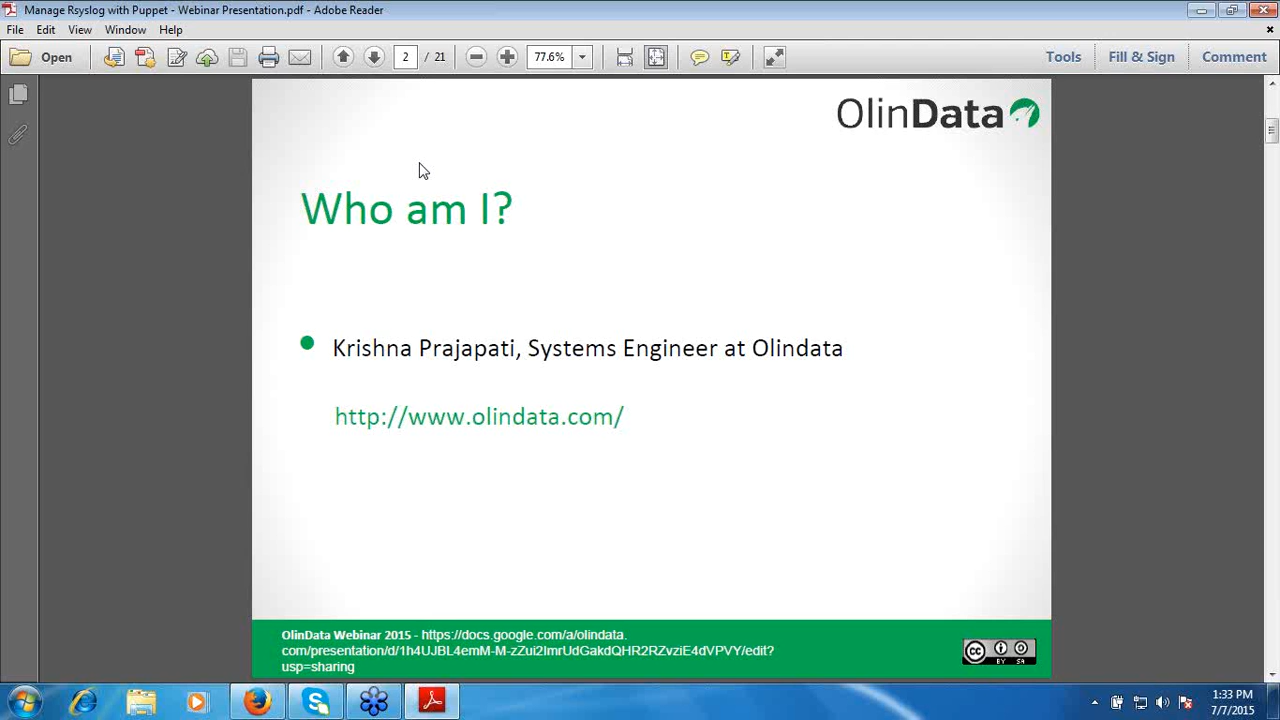 Manage Rsyslog with Puppet - Webinar Presentation.pdf - Adobe Reader
File Edit View Window Help
Open 2 / 21 77.6% Tools Fill & Sign Comment
OlinData
Who am I?
Krishna Prajapati, Systems Engineer at Olindata
http://www.olindata.com/
OlinData Webinar 2015 - https://docs.google.com/a/olindata.
com/presentation/d/1h4UJBL4emM-M-zZui2ImrUdGakdQHR2RZvziE4dVPVY/edit?
usp=sharing
cc BY SA
1:33 PM
7/7/2015